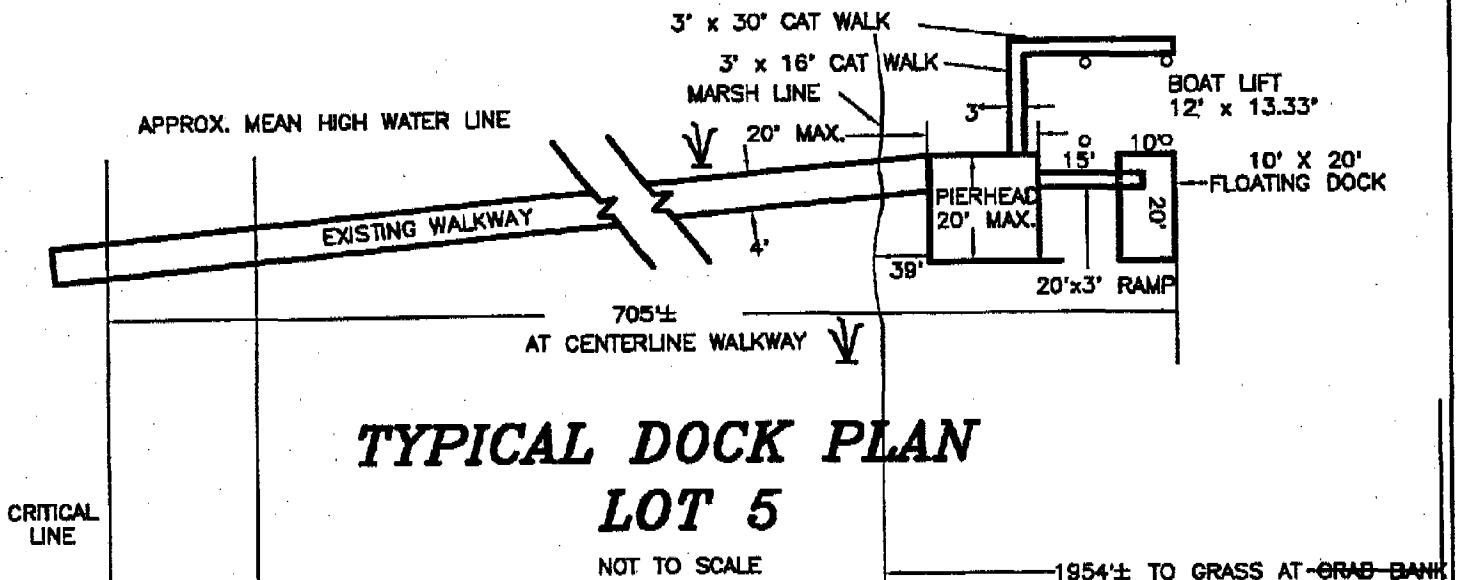 3' x 30' CAT WALK
3' x 16' CAT WALK
MARSH LINE
APPROX. MEAN HIGH WATER LINE
20' MAX.
3'
BOAT LIFT
12' x 13.33'
15'
10'
10' X 20'
FLOATING DOCK
PIERHEAD
20' MAX.
20'
EXISTING WALKWAY
4'
39'
20'x3' RAMP
705'±
AT CENTERLINE WALKWAY
TYPICAL DOCK PLAN
LOT 5
NOT TO SCALE
CRITICAL
LINE
1954'± TO GRASS AT CRAB BANK